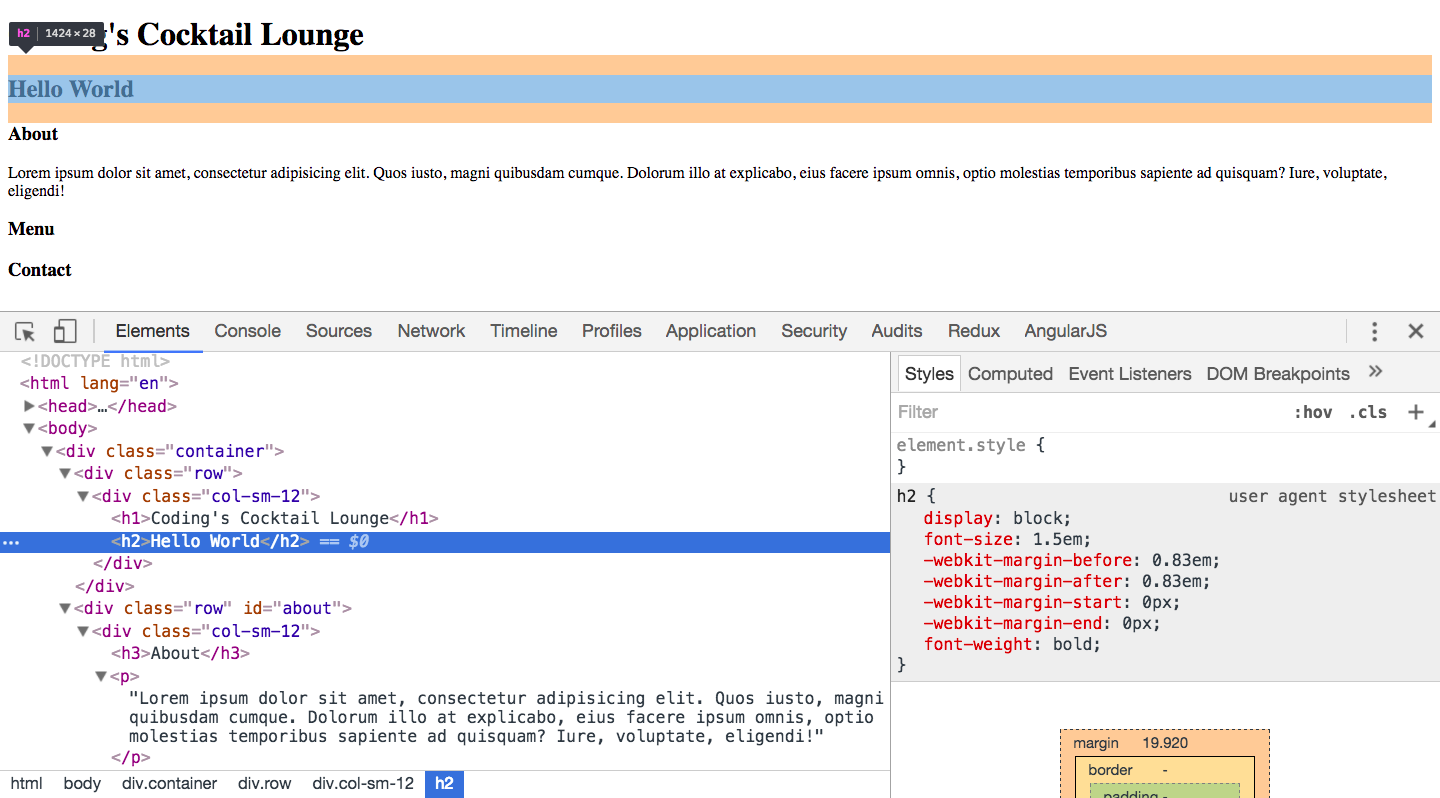 h2 1424 × 28
g's Cocktail Lounge
Hello World
About
Lorem ipsum dolor sit amet, consectetur adipisicing elit. Quos iusto, magni quibusdam cumque. Dolorum illo at explicabo, eius facere ipsum omnis, optio molestias temporibus sapiente ad quisquam? Iure, voluptate,
eligendi!
Menu
Contact
Elements Console Sources Network Timeline Profiles Application Security Audits Redux AngularJS
<!DOCTYPE html>
<html lang="en">
<head>…</head>
<body>
<div class="container">
<div class="row">
<div class="col-sm-12">
<h1>Coding's Cocktail Lounge</h1>
<h2>Hello World</h2> == $0
</div>
</div>
<div class="row" id="about">
<div class="col-sm-12">
<h3>About</h3>
<p>
"Lorem ipsum dolor sit amet, consectetur adipisicing elit. Quos iusto, magni
quibusdam cumque. Dolorum illo at explicabo, eius facere ipsum omnis, optio
molestias temporibus sapiente ad quisquam? Iure, voluptate, eligendi!"
</p>
html body div.container div.row div.col-sm-12 h2
Styles Computed Event Listeners DOM Breakpoints »
Filter :hov .cls +
element.style {
}
h2 { user agent stylesheet
display: block;
font-size: 1.5em;
-webkit-margin-before: 0.83em;
-webkit-margin-after: 0.83em;
-webkit-margin-start: 0px;
-webkit-margin-end: 0px;
font-weight: bold;
}
margin 19.920
border -
padding -